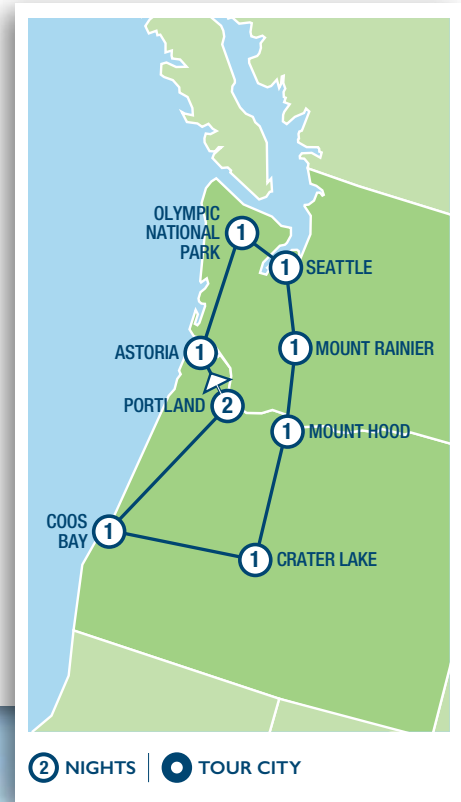 OLYMPIC
NATIONAL
PARK
1
1
SEATTLE
ASTORIA
1
1
MOUNT RAINIER
PORTLAND
2
1
MOUNT HOOD
COOS
BAY
1
1
CRATER LAKE
2 NIGHTS
TOUR CITY